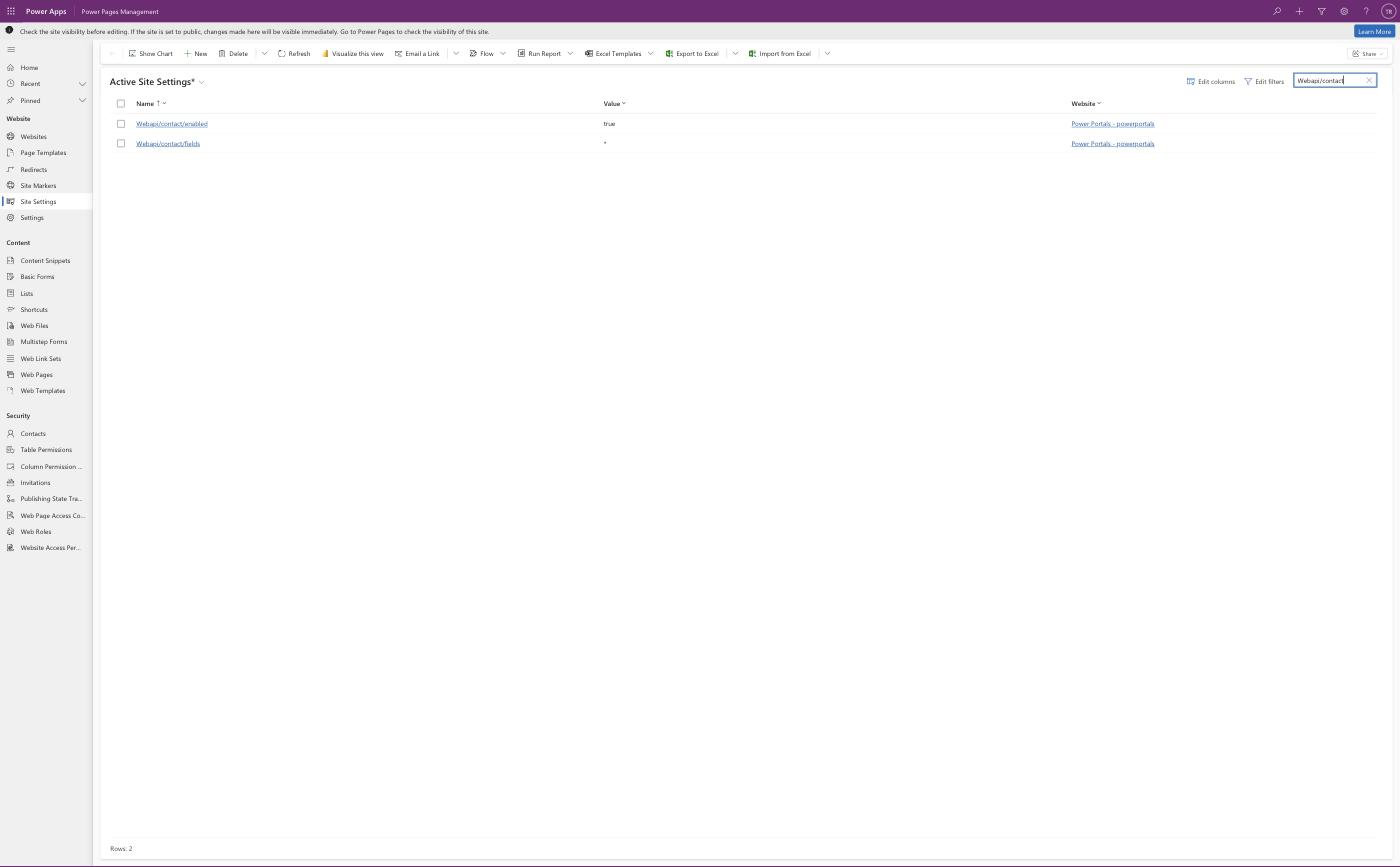 Power Apps Power Pages Management TR
Check the site visibility before editing. If the site is set to public, changes made here will be visible immediately. Go to Power Pages to check the visibility of this site. Learn More
Home
Recent
Pinned
Website
Websites
Page Templates
Redirects
Site Markers
Site Settings
Settings
Content
Content Snippets
Basic Forms
Lists
Shortcuts
Web Files
Multistep Forms
Web Link Sets
Web Pages
Web Templates
Security
Contacts
Table Permissions
Column Permission ...
Invitations
Publishing State Tra...
Web Page Access Co...
Web Roles
Website Access Per...
Show Chart New Delete Refresh Visualize this view Email a Link Flow Run Report Excel Templates Export to Excel Import from Excel Share
Active Site Settings* Edit columns Edit filters Webapi/contact
Name Value Website
Webapi/contact/enabled true Power Portals - powerportals
Webapi/contact/fields * Power Portals - powerportals
Rows: 2